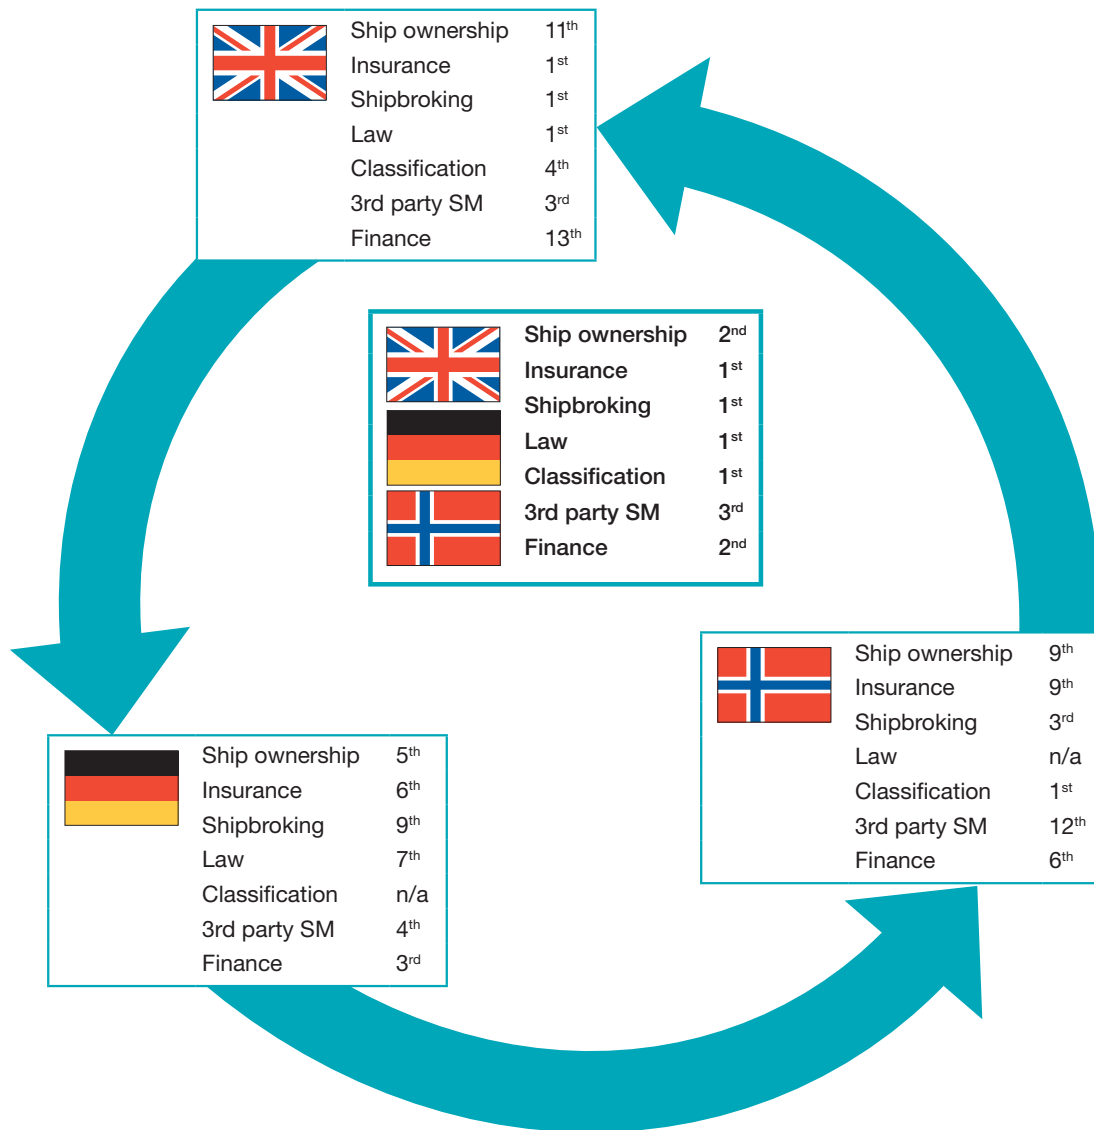 Ship ownership 11th
Insurance 1st
Shipbroking 1st
Law 1st
Classification 4th
3rd party SM 3rd
Finance 13th
Ship ownership 2nd
Insurance 1st
Shipbroking 1st
Law 1st
Classification 1st
3rd party SM 3rd
Finance 2nd
Ship ownership 9th
Insurance 9th
Shipbroking 3rd
Law n/a
Classification 1st
3rd party SM 12th
Finance 6th
Ship ownership 5th
Insurance 6th
Shipbroking 9th
Law 7th
Classification n/a
3rd party SM 4th
Finance 3rd